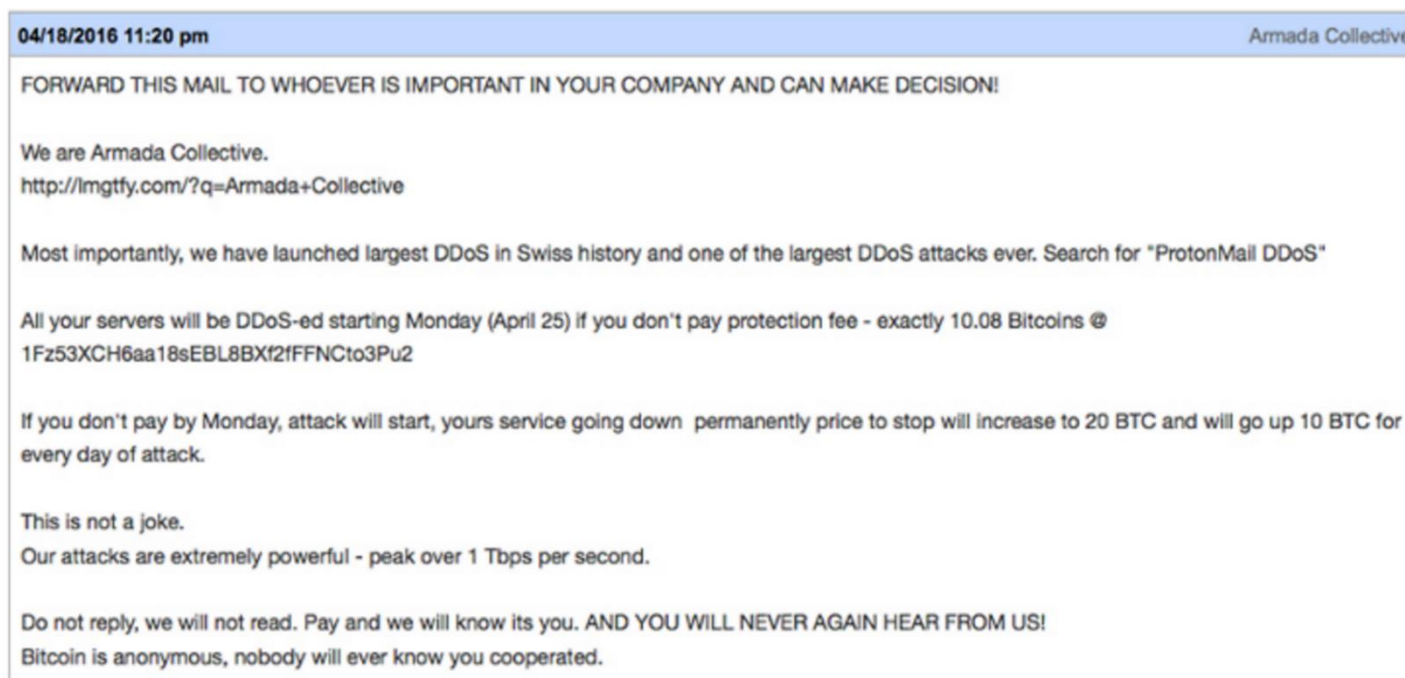 04/18/2016 11:20 pm Armada Collective
FORWARD THIS MAIL TO WHOEVER IS IMPORTANT IN YOUR COMPANY AND CAN MAKE DECISION!
We are Armada Collective.
http://lmgtfy.com/?q=Armada+Collective
Most importantly, we have launched largest DDoS in Swiss history and one of the largest DDoS attacks ever. Search for "ProtonMail DDoS"
All your servers will be DDoS-ed starting Monday (April 25) if you don't pay protection fee - exactly 10.08 Bitcoins @
1Fz53XCH6aa18sEBL8BXf2fFFNCto3Pu2
If you don't pay by Monday, attack will start, yours service going down permanently price to stop will increase to 20 BTC and will go up 10 BTC for
every day of attack.
This is not a joke.
Our attacks are extremely powerful - peak over 1 Tbps per second.
Do not reply, we will not read. Pay and we will know its you. AND YOU WILL NEVER AGAIN HEAR FROM US!
Bitcoin is anonymous, nobody will ever know you cooperated.